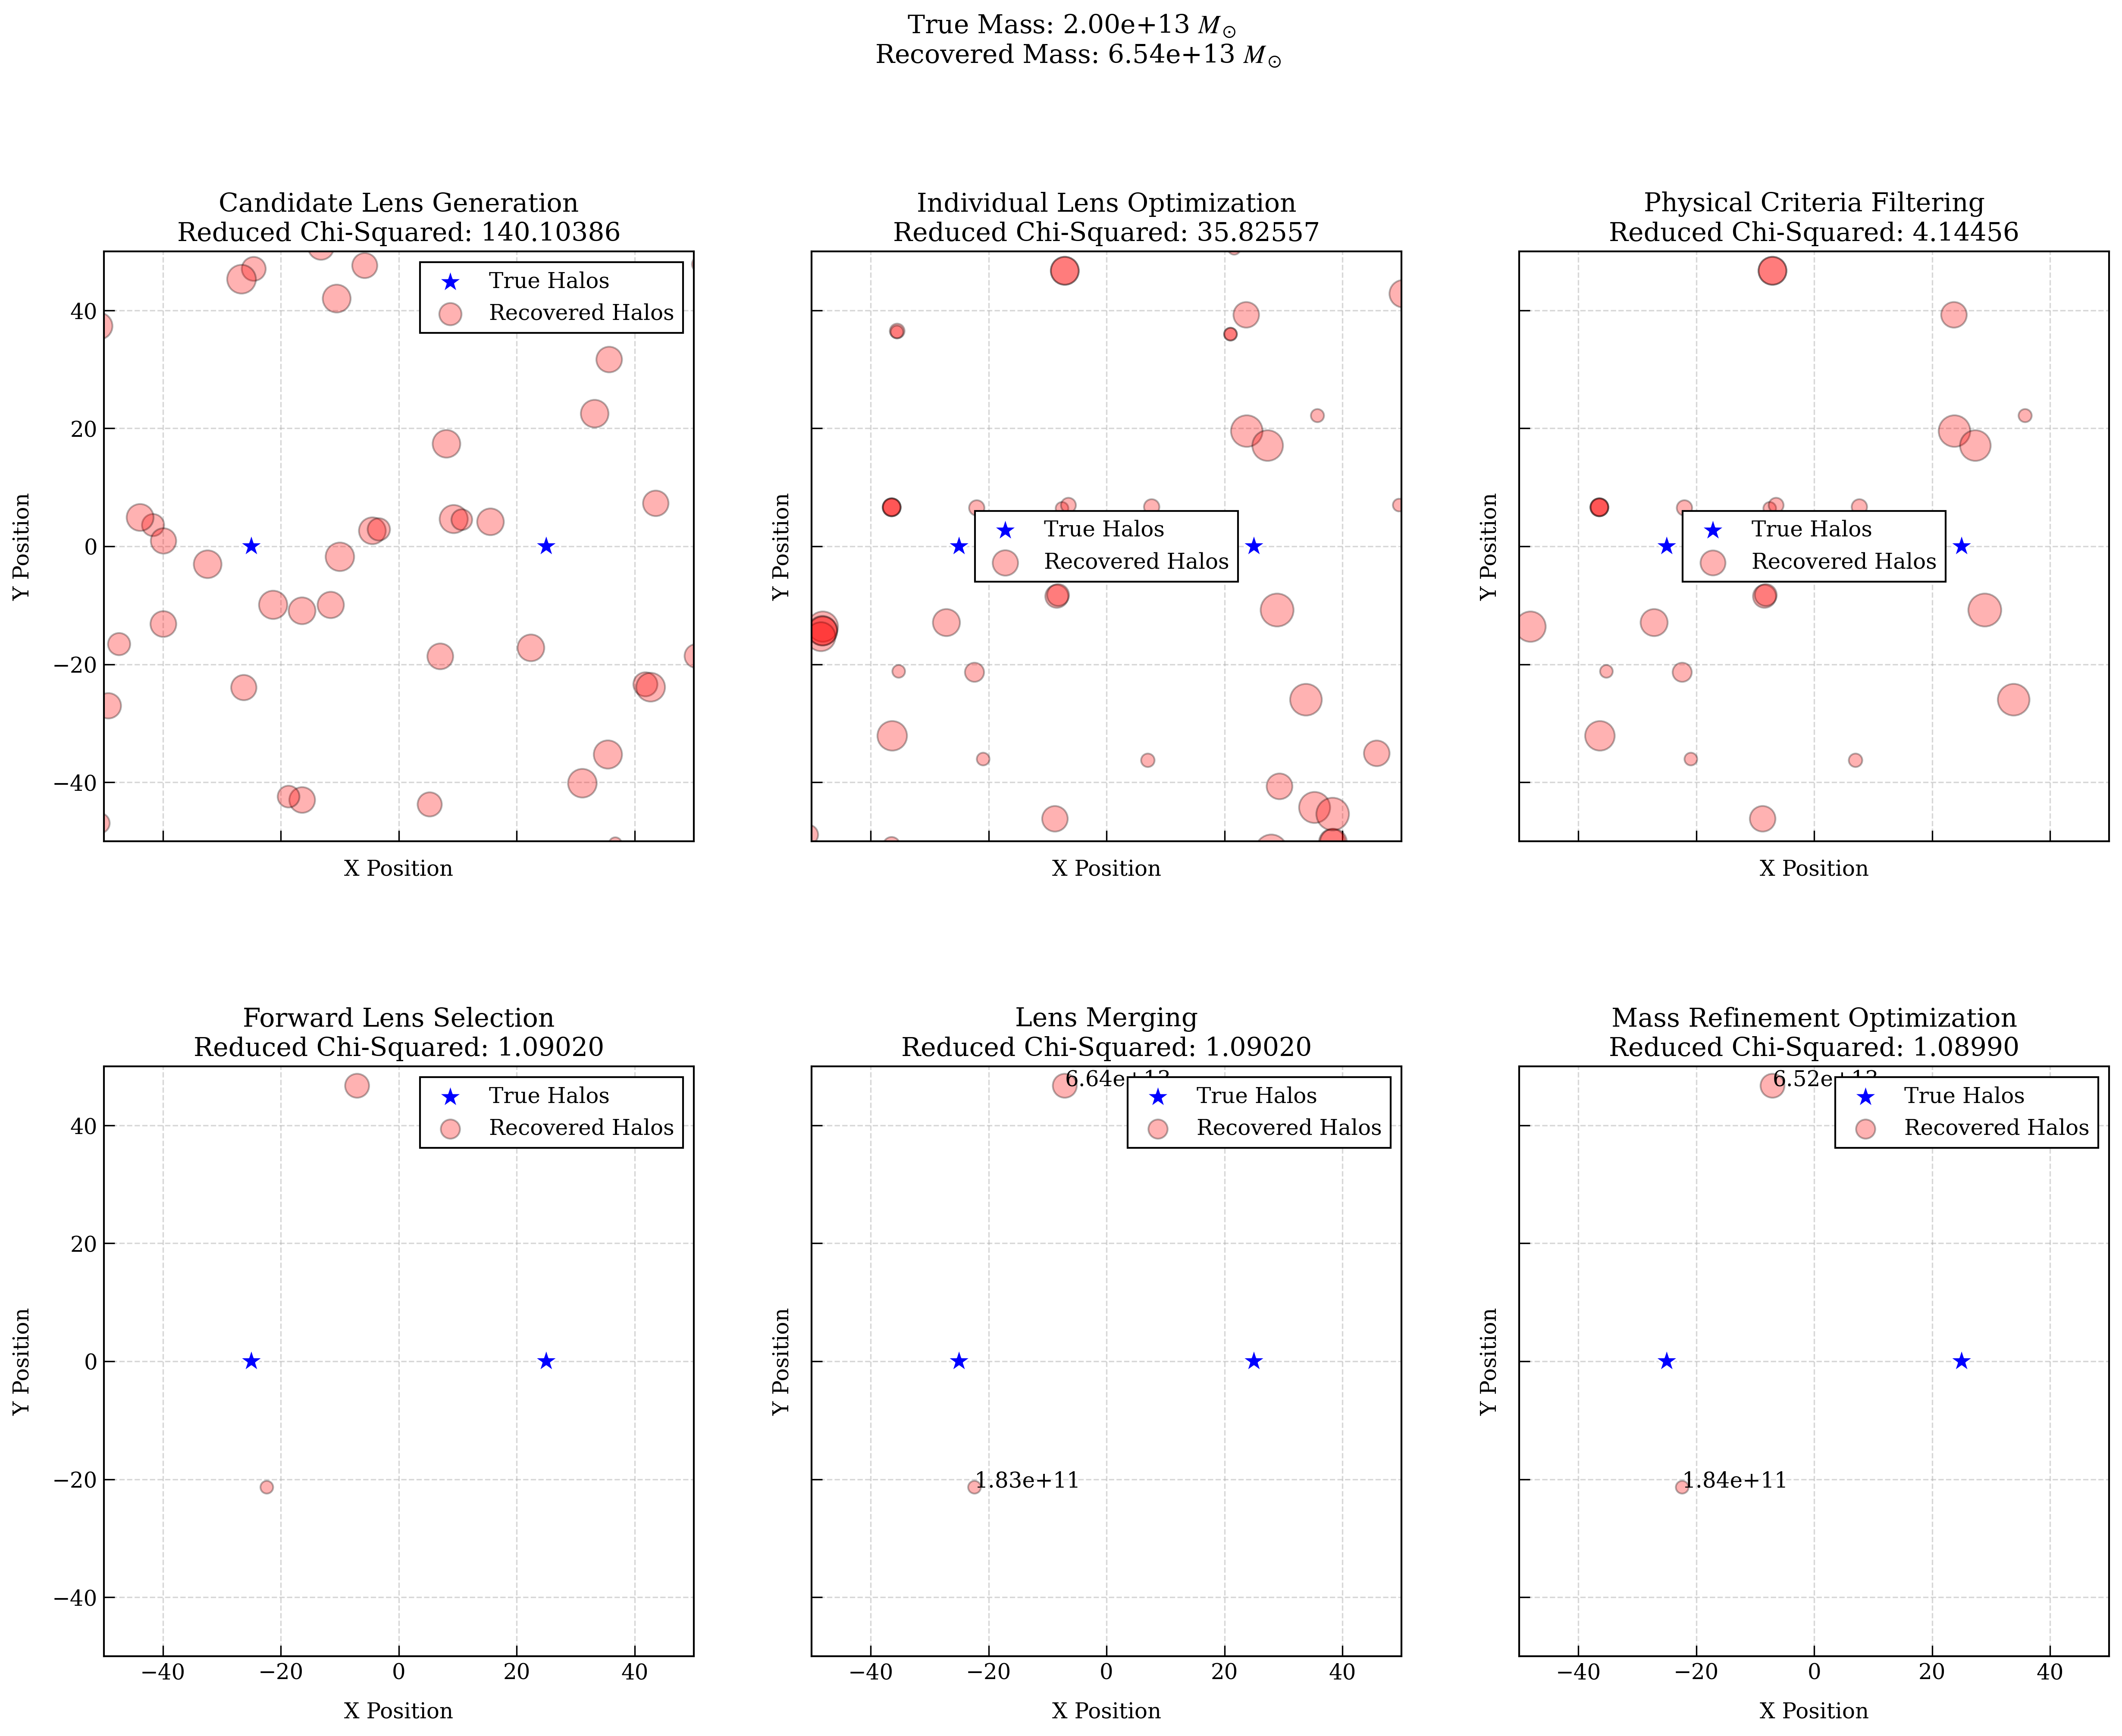 True Mass: 2.00e+13 M⊙
Recovered Mass: 6.54e+13 M⊙
Candidate Lens Generation
Reduced Chi-Squared: 140.10386
True Halos
Recovered Halos
40
20
0
−20
−40
Y Position
X Position
Individual Lens Optimization
Reduced Chi-Squared: 35.82557
True Halos
Recovered Halos
Y Position
X Position
Physical Criteria Filtering
Reduced Chi-Squared: 4.14456
True Halos
Recovered Halos
Y Position
X Position
Forward Lens Selection
Reduced Chi-Squared: 1.09020
True Halos
Recovered Halos
40
20
0
−20
−40
Y Position
−40 −20 0 20 40
X Position
Lens Merging
Reduced Chi-Squared: 1.09020
6.64e+13
True Halos
Recovered Halos
1.83e+11
Y Position
−40 −20 0 20 40
X Position
Mass Refinement Optimization
Reduced Chi-Squared: 1.08990
6.52e+13
True Halos
Recovered Halos
1.84e+11
Y Position
−40 −20 0 20 40
X Position